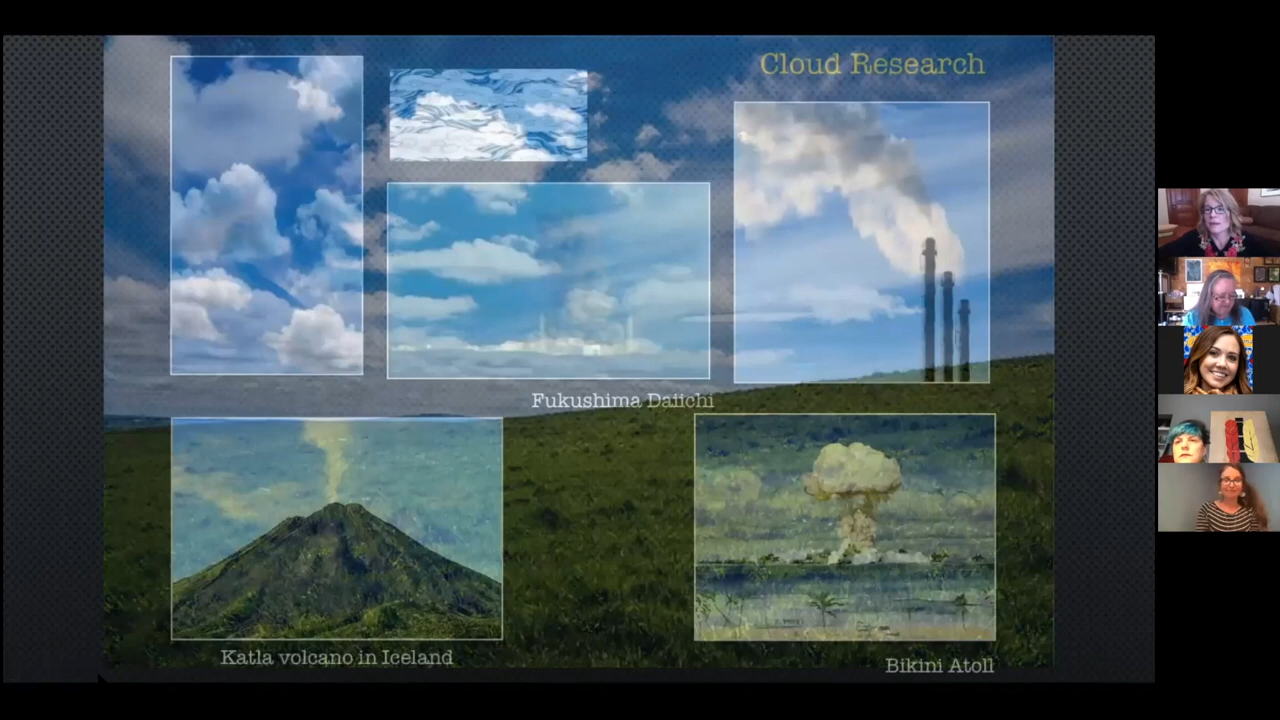 Cloud Research
Fukushima Daiichi
Katla volcano in Iceland
Bikini Atoll